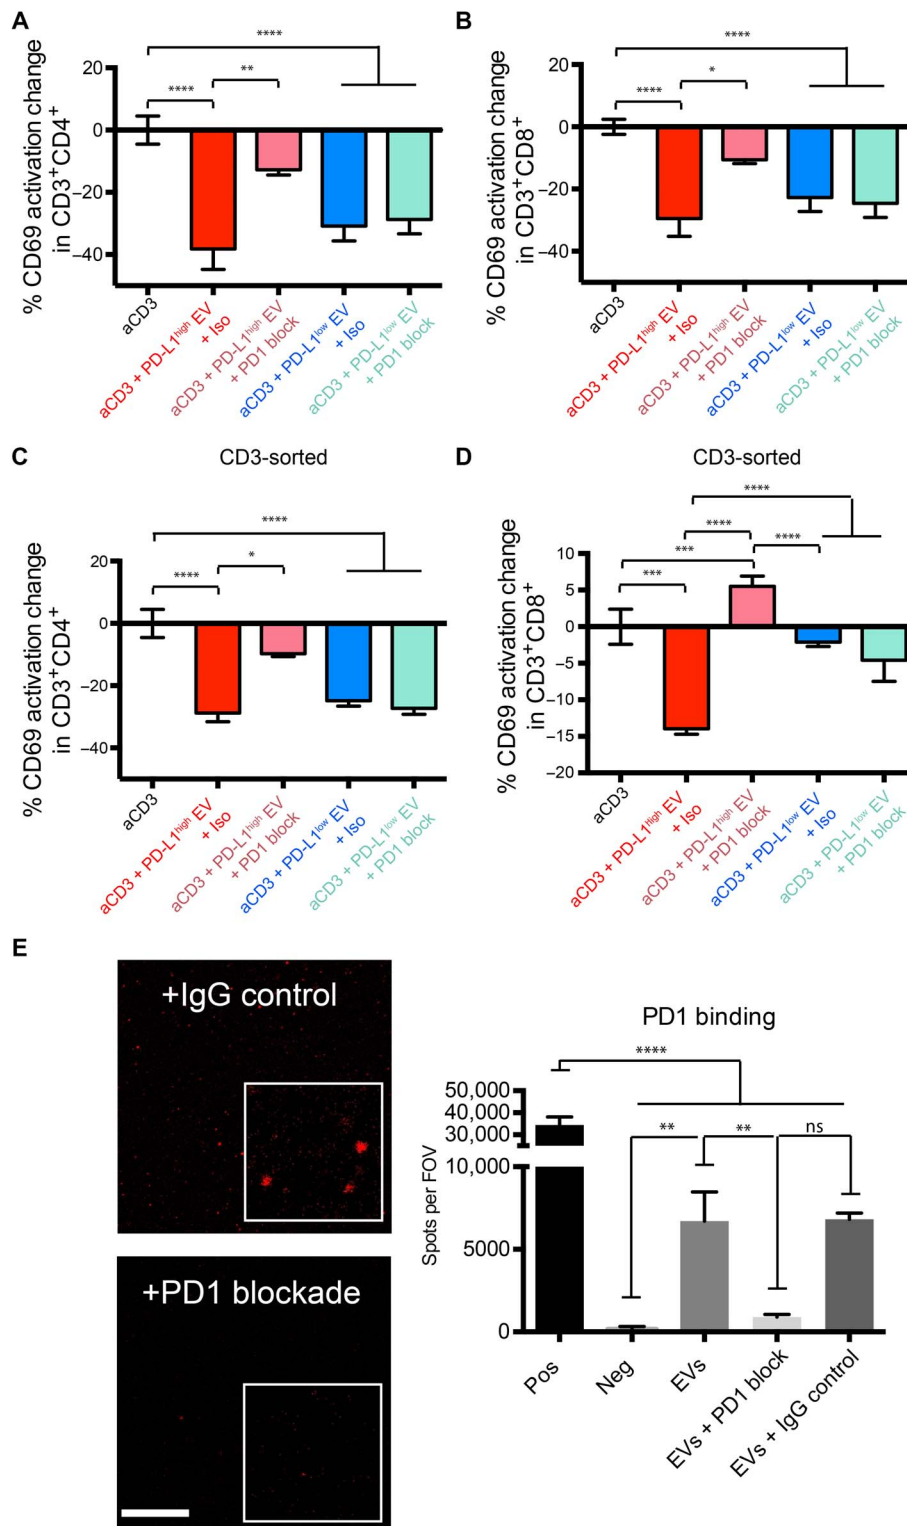 A
% CD69 activation change
in CD3⁺CD4⁺
20
0
–20
–40
****
****
**
aCD3
aCD3 + PD-L1ʰⁱᵍʰ EV
+ Iso
aCD3 + PD-L1ʰⁱᵍʰ EV
+ PD1 block
aCD3 + PD-L1ˡᵒʷ EV
+ Iso
aCD3 + PD-L1ˡᵒʷ EV
+ PD1 block
B
% CD69 activation change
in CD3⁺CD8⁺
20
0
–20
–40
****
****
*
aCD3
aCD3 + PD-L1ʰⁱᵍʰ EV
+ Iso
aCD3 + PD-L1ʰⁱᵍʰ EV
+ PD1 block
aCD3 + PD-L1ˡᵒʷ EV
+ Iso
aCD3 + PD-L1ˡᵒʷ EV
+ PD1 block
C
CD3-sorted
% CD69 activation change
in CD3⁺CD4⁺
20
0
–20
–40
****
****
*
aCD3
aCD3 + PD-L1ʰⁱᵍʰ EV
+ Iso
aCD3 + PD-L1ʰⁱᵍʰ EV
+ PD1 block
aCD3 + PD-L1ˡᵒʷ EV
+ Iso
aCD3 + PD-L1ˡᵒʷ EV
+ PD1 block
D
CD3-sorted
% CD69 activation change
in CD3⁺CD8⁺
10
5
0
–5
–10
–15
–20
****
****
***
****
***
aCD3
aCD3 + PD-L1ᴴⁱᵍʰ EV
+ Iso
aCD3 + PD-L1ʰⁱᵍʰ EV
+ PD1 block
aCD3 + PD-L1ˡᵒʷ EV
+ Iso
aCD3 + PD-L1ˡᵒʷ EV
+ PD1 block
E
+IgG control
+PD1 blockade
PD1 binding
Spots per FOV
50,000
40,000
30,000
10,000
5000
0
****
**
**
ns
Pos
Neg
EVs
EVs + PD1 block
EVs + IgG control